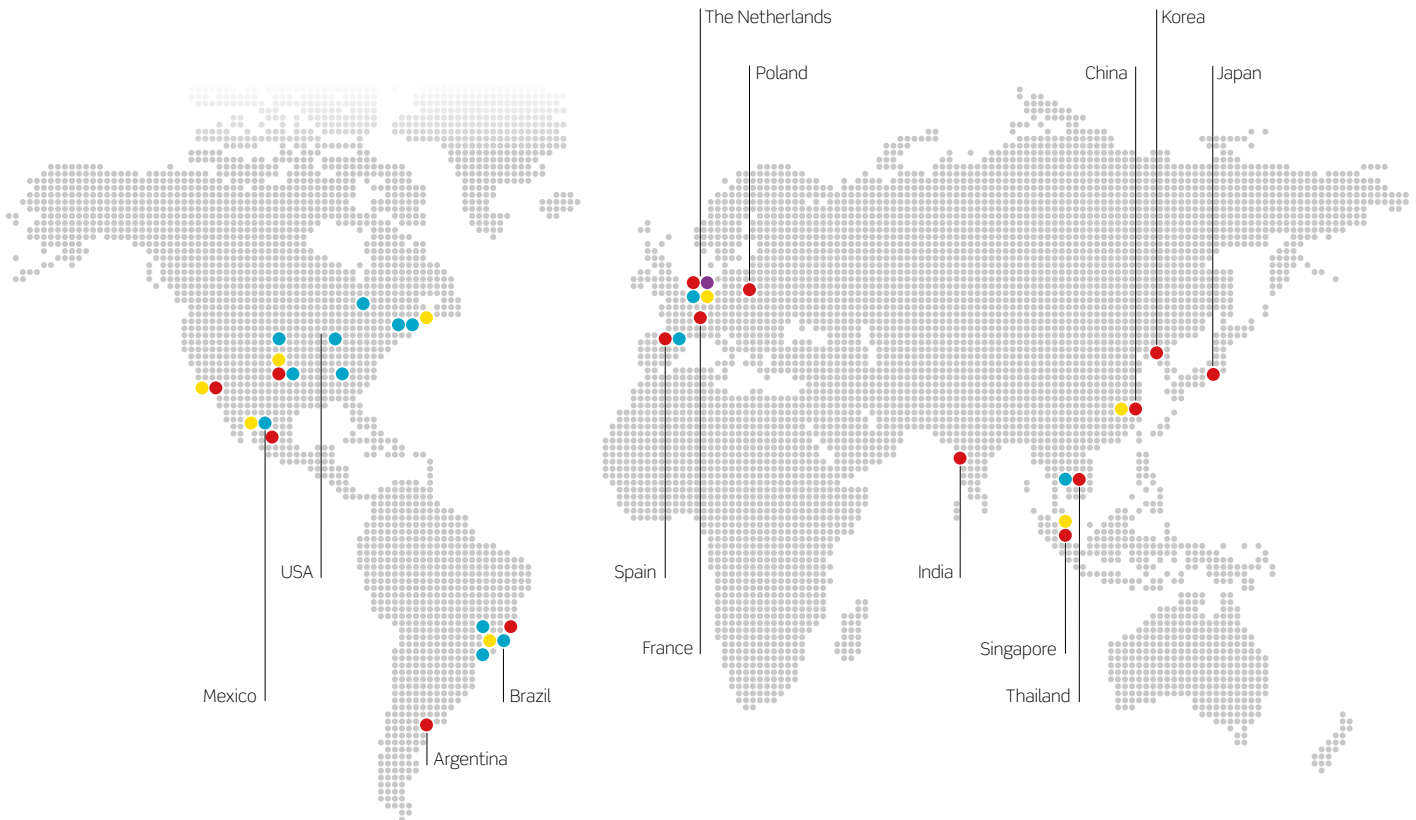 The Netherlands
Korea
Poland
China
Japan
USA
Spain
India
France
Singapore
Mexico
Brazil
Thailand
Argentina